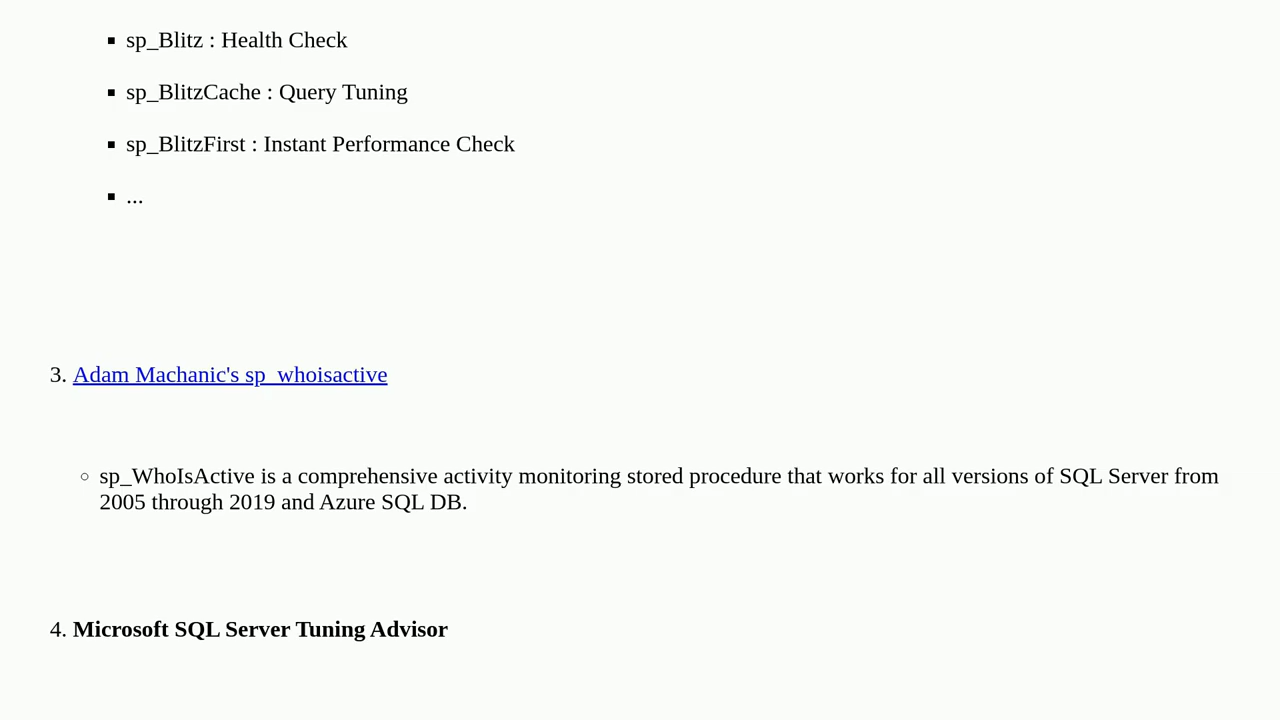 sp_Blitz : Health Check
sp_BlitzCache : Query Tuning
sp_BlitzFirst : Instant Performance Check
...
3. Adam Machanic's sp_whoisactive
sp_WhoIsActive is a comprehensive activity monitoring stored procedure that works for all versions of SQL Server from
2005 through 2019 and Azure SQL DB.
4. Microsoft SQL Server Tuning Advisor